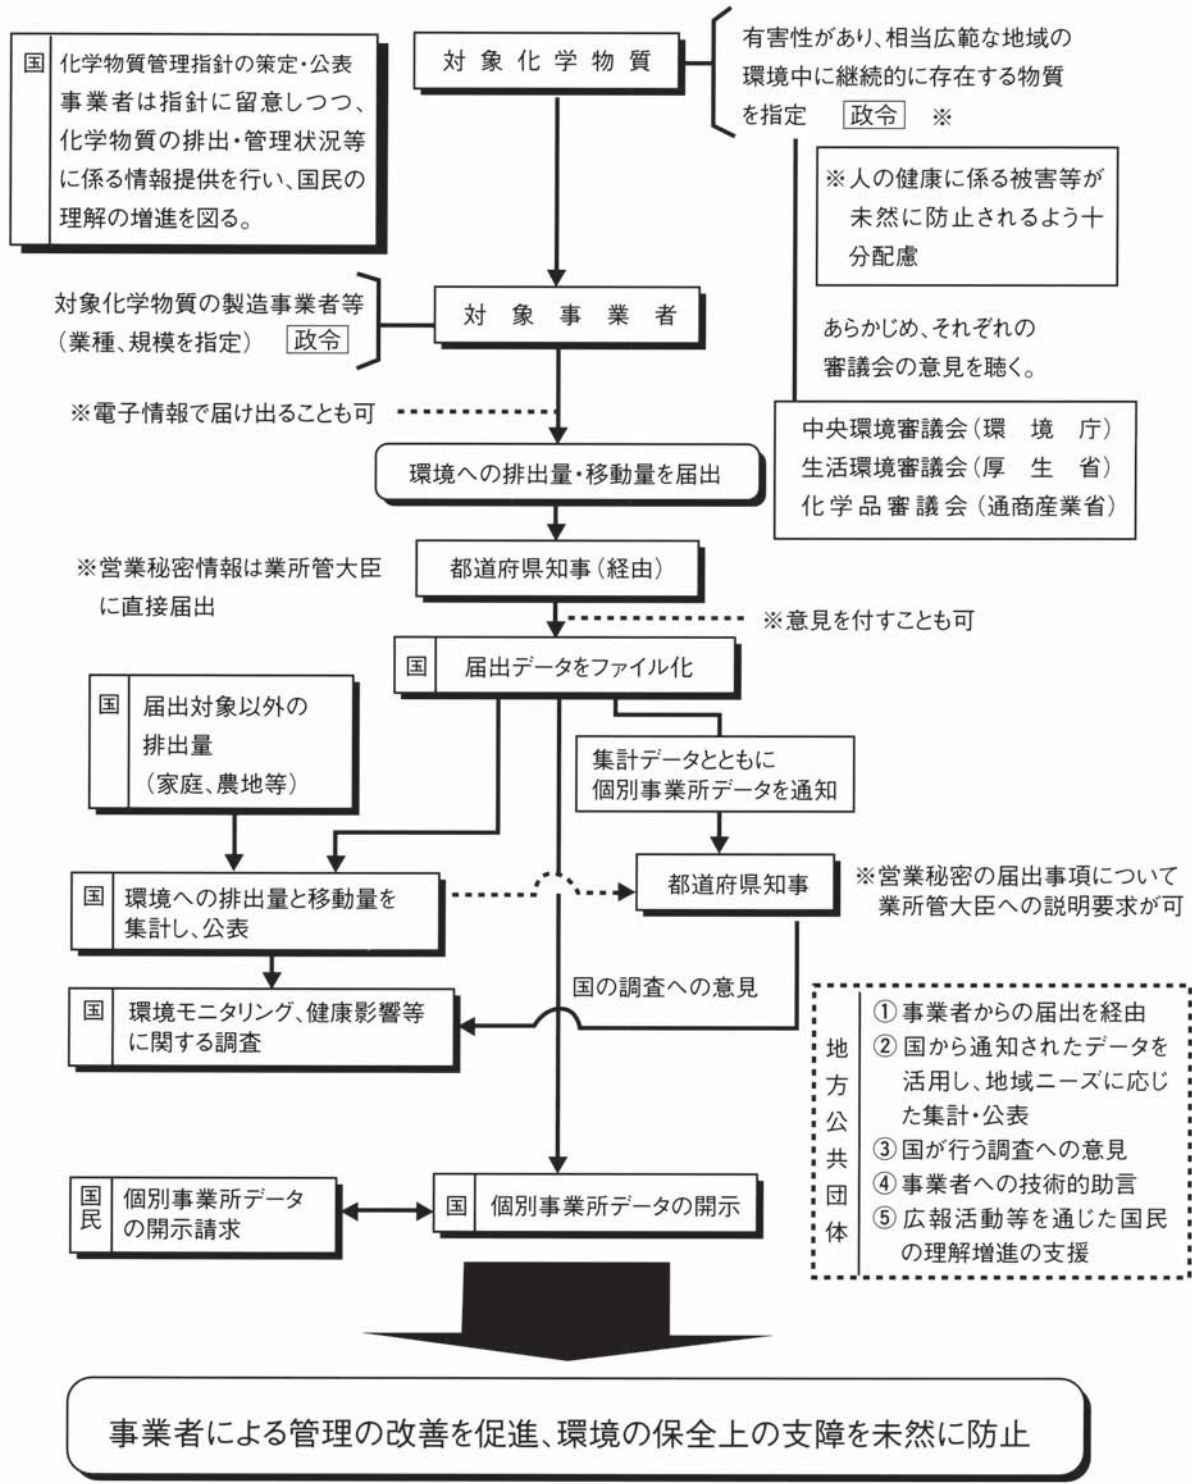 国
化学物質管理指針の策定・公表
事業者は指針に留意しつつ、
化学物質の排出・管理状況等
に係る情報提供を行い、国民の
理解の増進を図る。
対象化学物質
有害性があり、相当広範な地域の
環境中に継続的に存在する物質
を指定 政令 ※
※人の健康に係る被害等が
未然に防止されるよう十
分配慮
対象化学物質の製造事業者等
(業種、規模を指定) 政令
対象事業者
あらかじめ、それぞれの
審議会の意見を聴く。
※電子情報で届け出ることも可
中央環境審議会(環境庁)
生活環境審議会(厚生省)
化学品審議会(通商産業省)
環境への排出量・移動量を届出
※営業秘密情報は業所管大臣
に直接届出
都道府県知事(経由)
※意見を付すことも可
国 届出データをファイル化
国
届出対象以外の
排出量
(家庭、農地等)
集計データとともに
個別事業所データを通知
国
環境への排出量と移動量を
集計し、公表
都道府県知事
※営業秘密の届出事項について
業所管大臣への説明要求が可
国の調査への意見
国
環境モニタリング、健康影響等
に関する調査
地方公共団体
①事業者からの届出を経由
②国から通知されたデータを
活用し、地域ニーズに応じ
た集計・公表
③国が行う調査への意見
④事業者への技術的助言
⑤広報活動等を通じた国民
の理解増進の支援
国民
個別事業所データ
の開示請求
国 個別事業所データの開示
事業者による管理の改善を促進、環境の保全上の支障を未然に防止